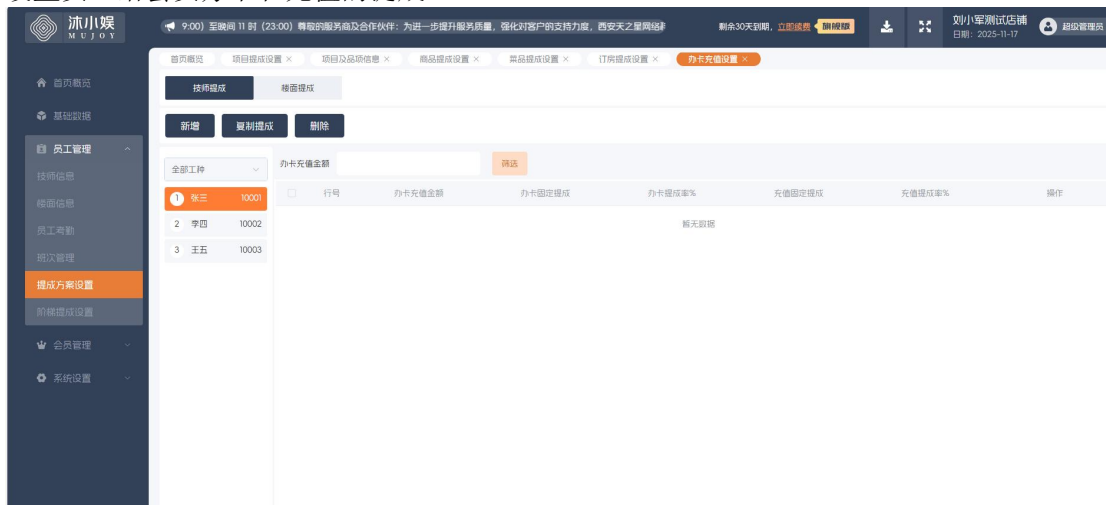 沐小娱
MUJOY
9:00）至晚间 11 时（23:00）尊敬的服务商及合作伙伴：为进一步提升服务质量，强化对客户的支持力度，西安天之星网络
剩余30天到期，立即续费 旗舰版
刘小军测试店铺
日期：2025-11-17
超级管理员
首页概览 项目提成设置 × 项目及品项信息 × 商品提成设置 × 菜品提成设置 × 订房提成设置 × 办卡充值设置 ×
首页概览
基础数据
员工管理
技师信息
楼面信息
员工考勤
班次管理
提成方案设置
阶梯提成设置
会员管理
系统设置
技师提成 楼面提成
新增 复制提成 删除
全部工种
办卡充值金额 筛选
1 张三 10001
2 李四 10002
3 王五 10003
行号 办卡充值金额 办卡固定提成 办卡提成率% 充值固定提成 充值提成率% 操作
暂无数据